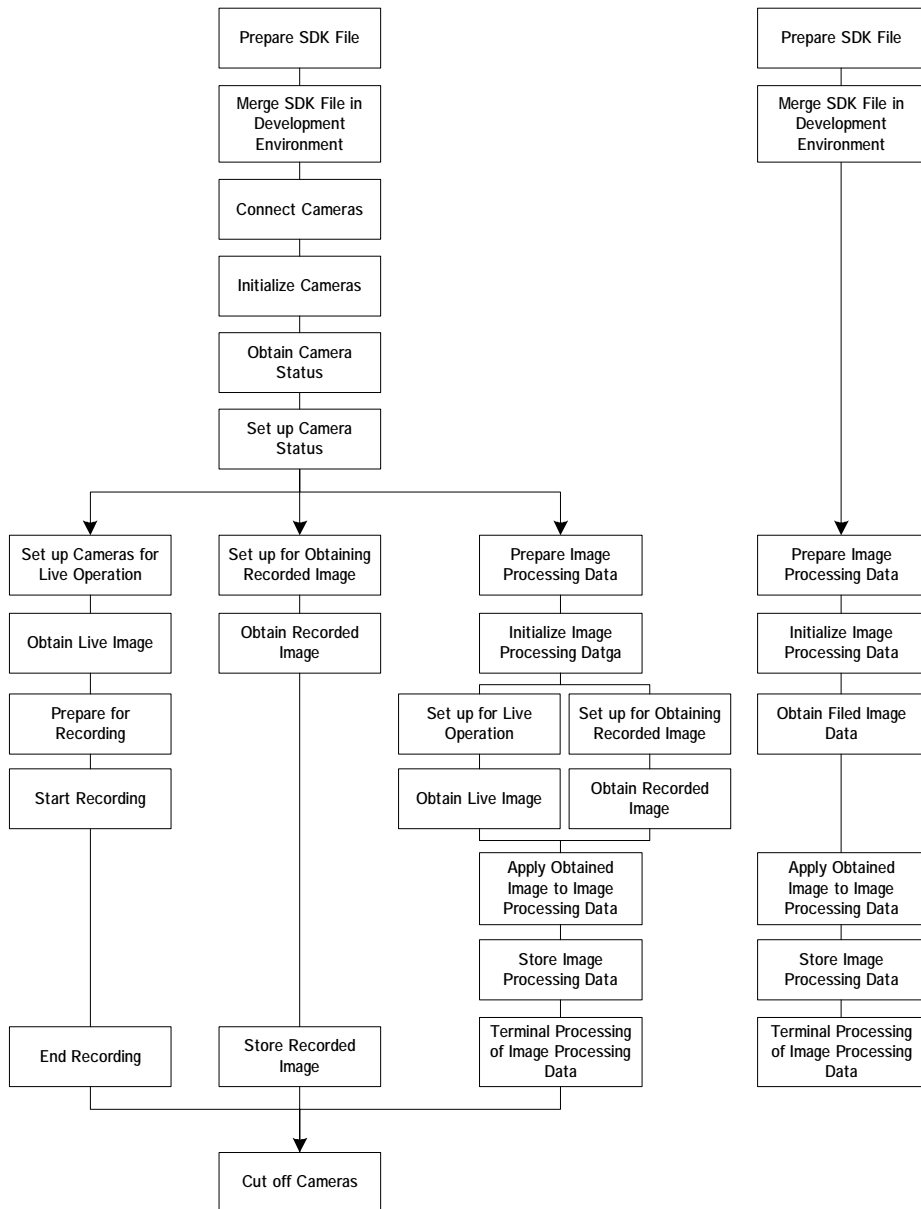 Prepare SDK File
Prepare SDK File
Merge SDK File in
Development
Environment
Merge SDK File in
Development
Environment
Connect Cameras
Initialize Cameras
Obtain Camera
Status
Set up Camera
Status
Set up Cameras for
Live Operation
Set up for Obtaining
Recorded Image
Prepare Image
Processing Data
Prepare Image
Processing Data
Obtain Live Image
Obtain Recorded
Image
Initialize Image
Processing Datga
Initialize Image
Processing Data
Prepare for
Recording
Set up for Live
Operation
Set up for Obtaining
Recorded Image
Obtain Filed Image
Data
Start Recording
Obtain Live Image
Obtain Recorded
Image
Apply Obtained
Image to Image
Processing Data
Apply Obtained
Image to Image
Processing Data
Store Image
Processing Data
Store Image
Processing Data
End Recording
Store Recorded
Image
Terminal Processing
of Image Processing
Data
Terminal Processing
of Image Processing
Data
Cut off Cameras